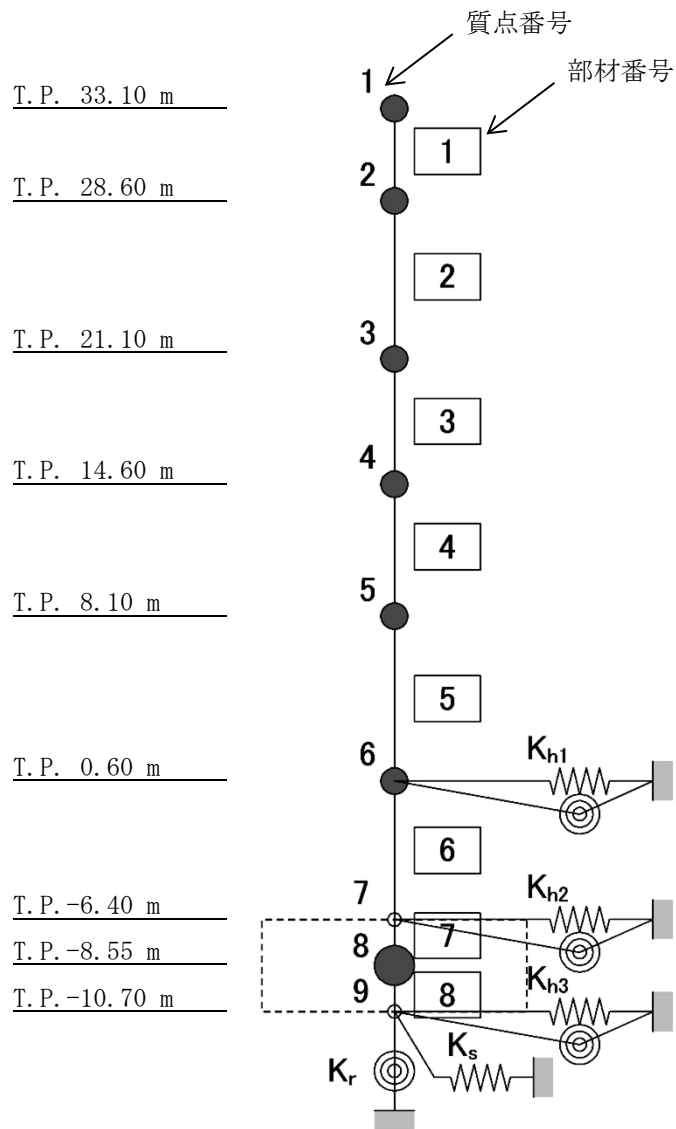 質点番号
部材番号
T.P. 33.10 m
1
1
T.P. 28.60 m
2
2
T.P. 21.10 m
3
3
T.P. 14.60 m
4
4
T.P. 8.10 m
5
5
T.P. 0.60 m
6
Kh1
6
T.P.-6.40 m
7
Kh2
7
T.P.-8.55 m
8
T.P.-10.70 m
9
8
Kh3
Kr
Ks